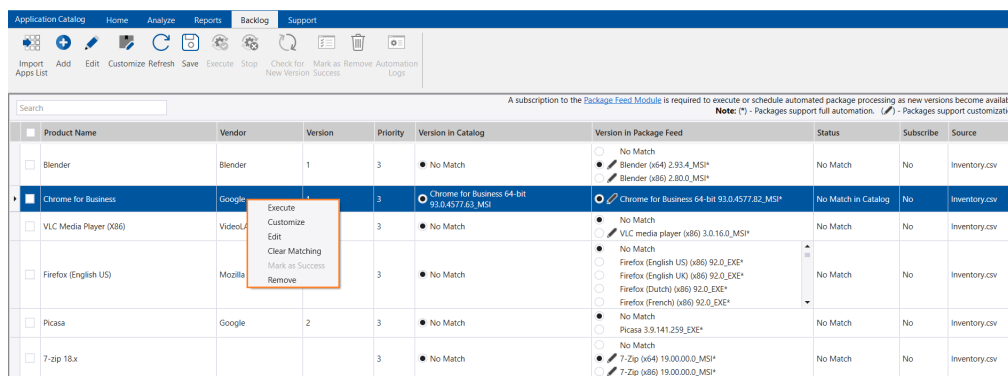 Application Catalog Home Analyze Reports Backlog Support
Import Apps List Add Edit Customize Refresh Save Execute Stop Check for New Version Mark as Success Remove Automation Logs
Search
A subscription to the Package Feed Module is required to execute or schedule automated package processing as new versions become
Note: (*) - Packages support full automation. ( ) - Packages support
Product Name Vendor Version Priority Version in Catalog Version in Package Feed Status Subscribe Source
No Match
Blender Blender 1 3 No Match Blender (x64) 2.93.4_MSI* No Match No Inventory.csv
Blender (x86) 2.80.0_MSI*
Chrome for Business Google 3 Chrome for Business 64-bit 93.0.4577.63_MSI Chrome for Business 64-bit 93.0.4577.82_MSI* No Match in Catalog No Inventory.csv
Execute
Customize
Edit
Clear Matching
Mark as Success
Remove
No Match
VLC Media Player (X86) 3 No Match VLC media player (x86) 3.0.16.0_MSI* No Match No Inventory.csv
No Match
Firefox (English US) (x86) 92.0_EXE*
Firefox (English US) Mozilla 3 No Match Firefox (English UK) (x86) 92.0_EXE* No Match No Inventory.csv
Firefox (Dutch) (x86) 92.0_EXE*
Firefox (French) (x86) 92.0_EXE*
No Match
Picasa Google 2 3 No Match Picasa 3.9.141.259_EXE* No Match No Inventory.csv
No Match
7-zip 18.x 3 No Match 7-Zip (x64) 19.00.00.0_MSI* No Match No Inventory.csv
7-Zip (x86) 19.00.00.0_MSI*